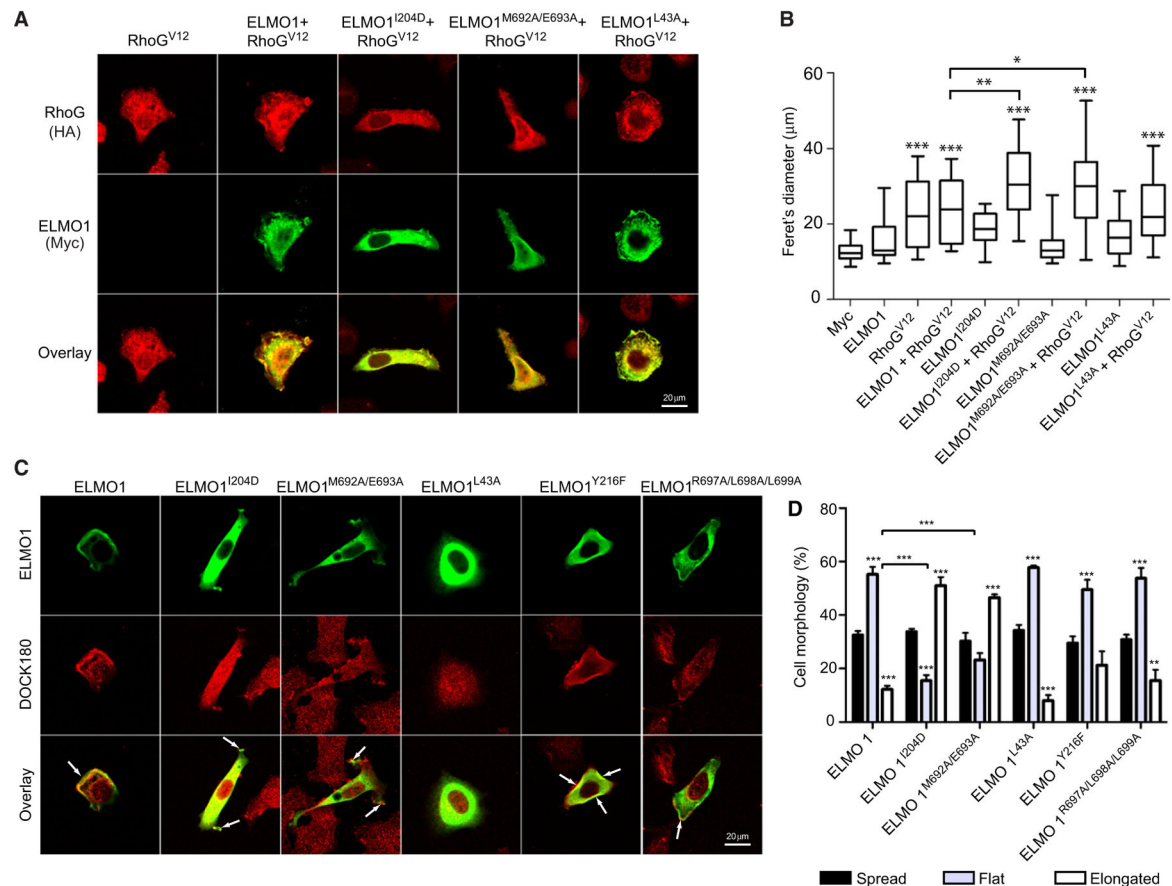 A
RhoG^V12
ELMO1+
RhoG^V12
ELMO1^I204D+
RhoG^V12
ELMO1^M692A/E693A+
RhoG^V12
ELMO1^L43A+
RhoG^V12
RhoG
(HA)
ELMO1
(Myc)
Overlay
20 µm
B
Feret's diameter (µm)
60
40
20
0
*
**
***
***
***
***
***
Myc
ELMO1
RhoG^V12
ELMO1 + RhoG^V12
ELMO1^I204D
ELMO1^I204D + RhoG^V12
ELMO1^M692A/E693A
ELMO1^M692A/E693A + RhoG^V12
ELMO1^L43A
ELMO1^L43A + RhoG^V12
C
ELMO1
ELMO1^I204D
ELMO1^M692A/E693A
ELMO1^L43A
ELMO1^Y216F
ELMO1^R697A/L698A/L699A
ELMO1
DOCK180
Overlay
20 µm
D
Cell morphology (%)
80
60
40
20
0
***
***
***
***
***
***
***
***
***
***
***
**
ELMO 1
ELMO 1^I204D
ELMO 1^M692A/E693A
ELMO 1^L43A
ELMO 1^Y216F
ELMO 1^R697A/L698A/L699A
Spread
Flat
Elongated